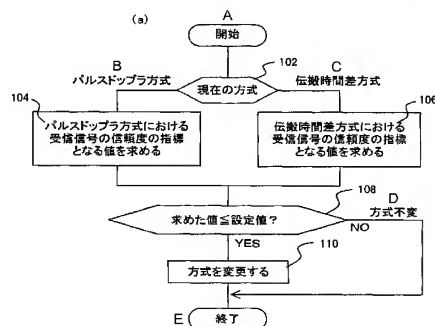 (a)
A
開始
B
パルスドップラ方式
102
現在の方式
C
伝搬時間差方式
104
パルスドップラ方式における
受信信号の信頼度の指標
となる値を求める
106
伝搬時間差方式における
受信信号の信頼度の指標
となる値を求める
108
求めた値≦設定値?
D
方式不変
NO
YES
110
方式を変更する
E
終了